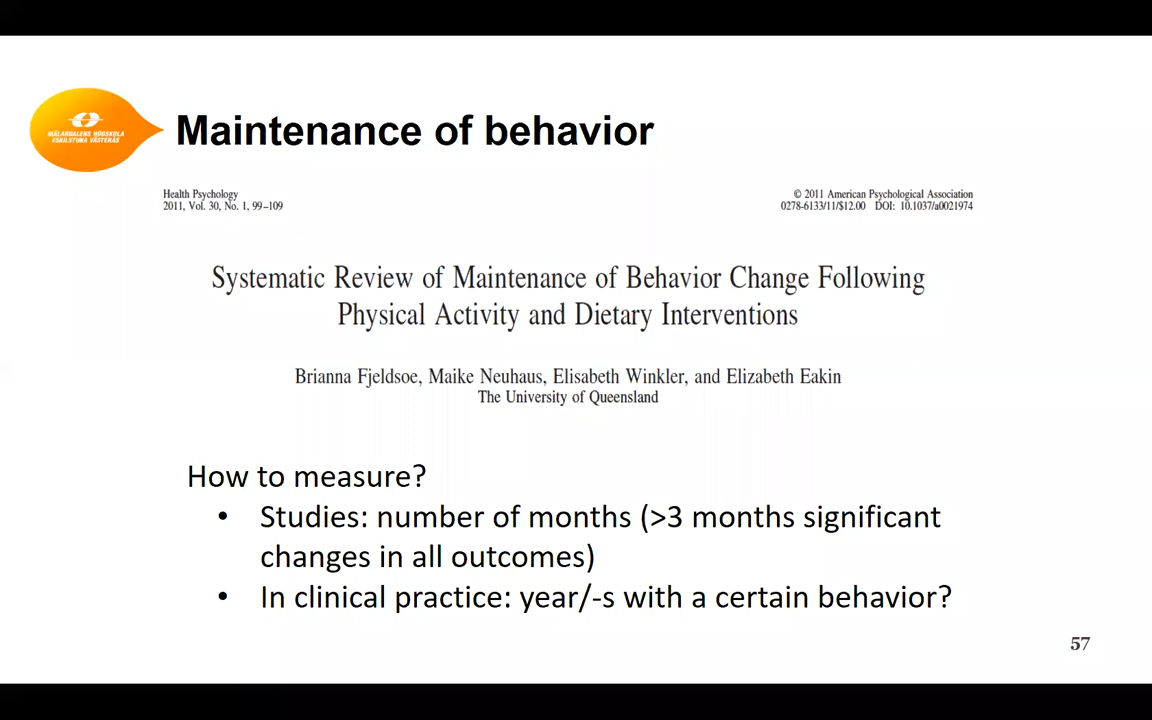 MÄLARDALENS HÖGSKOLA
ESKILSTUNA VÄSTERÅS
Maintenance of behavior
Health Psychology
2011, Vol. 30, No. 1, 99–109
© 2011 American Psychological Association
0278-6133/11/$12.00 DOI: 10.1037/a0021974
Systematic Review of Maintenance of Behavior Change Following
Physical Activity and Dietary Interventions
Brianna Fjeldsoe, Maike Neuhaus, Elisabeth Winkler, and Elizabeth Eakin
The University of Queensland
How to measure?
• Studies: number of months (>3 months significant
changes in all outcomes)
• In clinical practice: year/-s with a certain behavior?
57